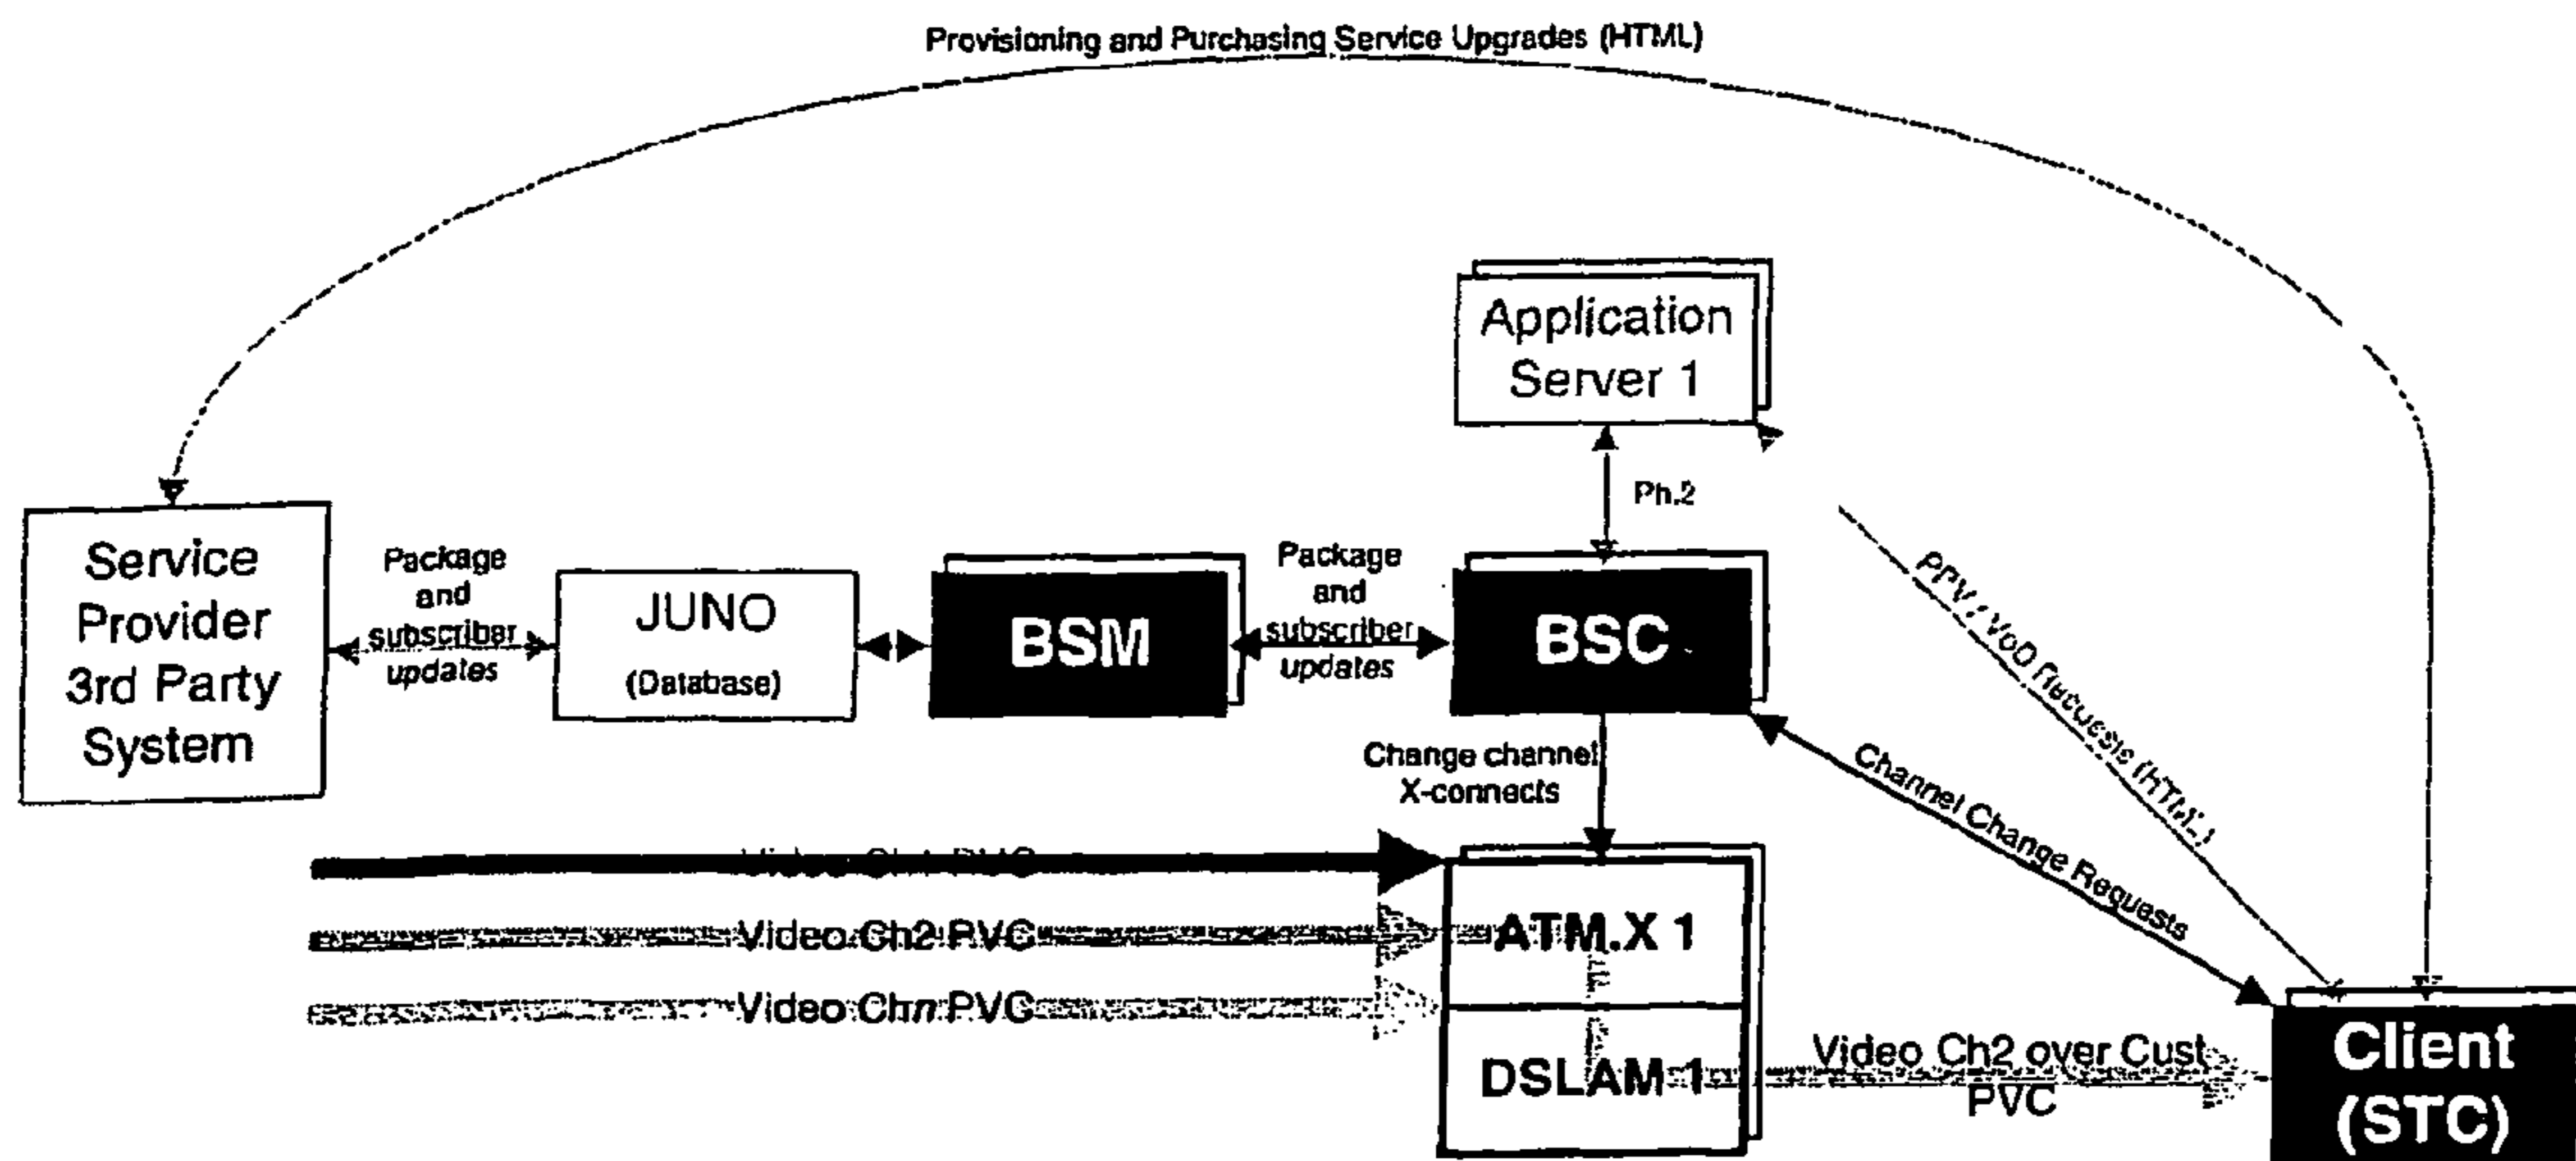 Provisioning and Purchasing Service Upgrades (HTML)
Application
Server 1
Ph.2
Service
Provider
3rd Party
System
Package
and
subscriber
updates
JUNO
(Database)
BSM
Package
and
subscriber
updates
BSC
PPV / VoD Requests (HTML)
Channel Change Requests
Change channel
X-connects
Video Ch2 PVC
Video Chn PVC
ATM.X 1
DSLAM 1
Video Ch2 over Cust
PVC
Client
(STC)